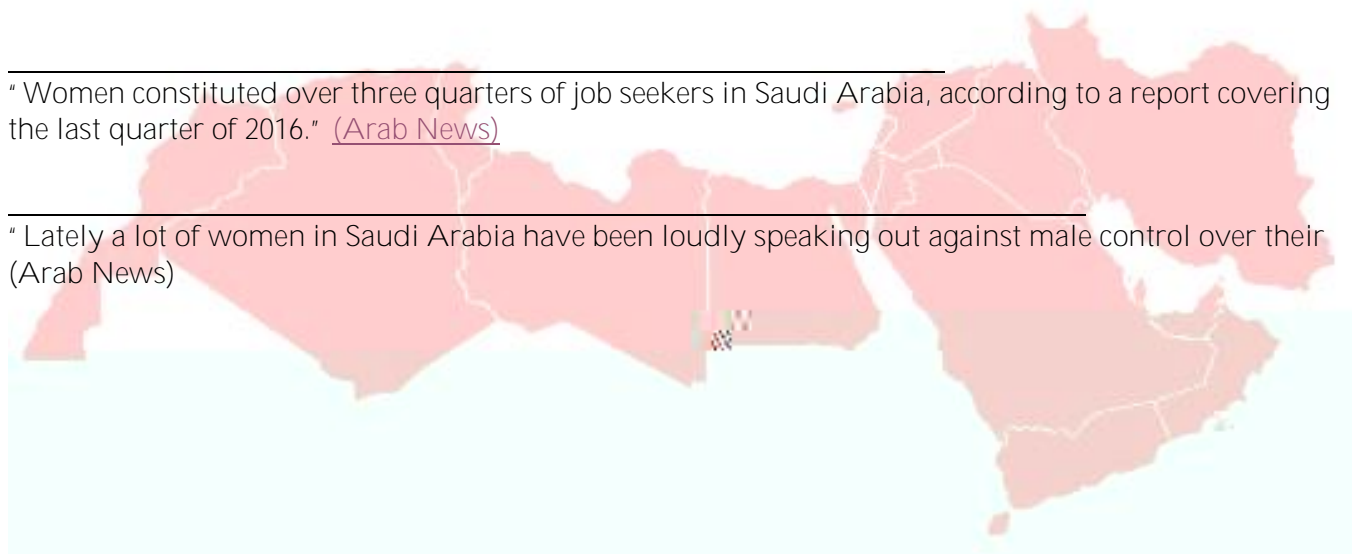 “ Women constituted over three quarters of job seekers in Saudi Arabia, according to a report covering
the last quarter of 2016.” (Arab News)
“ Lately a lot of women in Saudi Arabia have been loudly speaking out against male control over their
(Arab News)